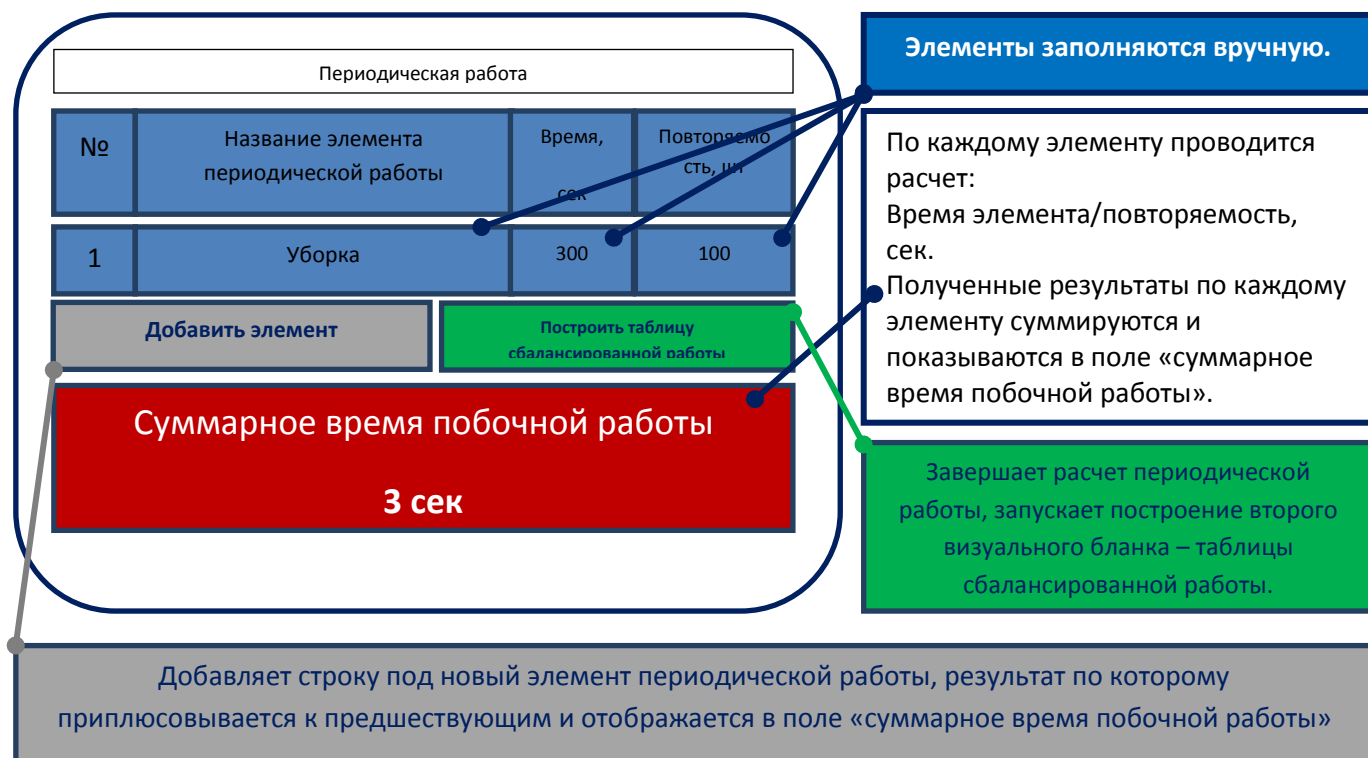 Периодическая работа
№
Название элемента
периодической работы
Время,
сек
Повторяемо
сть, шт
1
Уборка
300
100
Добавить элемент
Построить таблицу
сбалансированной работы
Суммарное время побочной работы
3 сек
Элементы заполняются вручную.
По каждому элементу проводится
расчет:
Время элемента/повторяемость,
сек.
Полученные результаты по каждому
элементу суммируются и
показываются в поле «суммарное
время побочной работы».
Завершает расчет периодической
работы, запускает построение второго
визуального бланка – таблицы
сбалансированной работы.
Добавляет строку под новый элемент периодической работы, результат по которому
приплюсовывается к предшествующим и отображается в поле «суммарное время побочной работы»